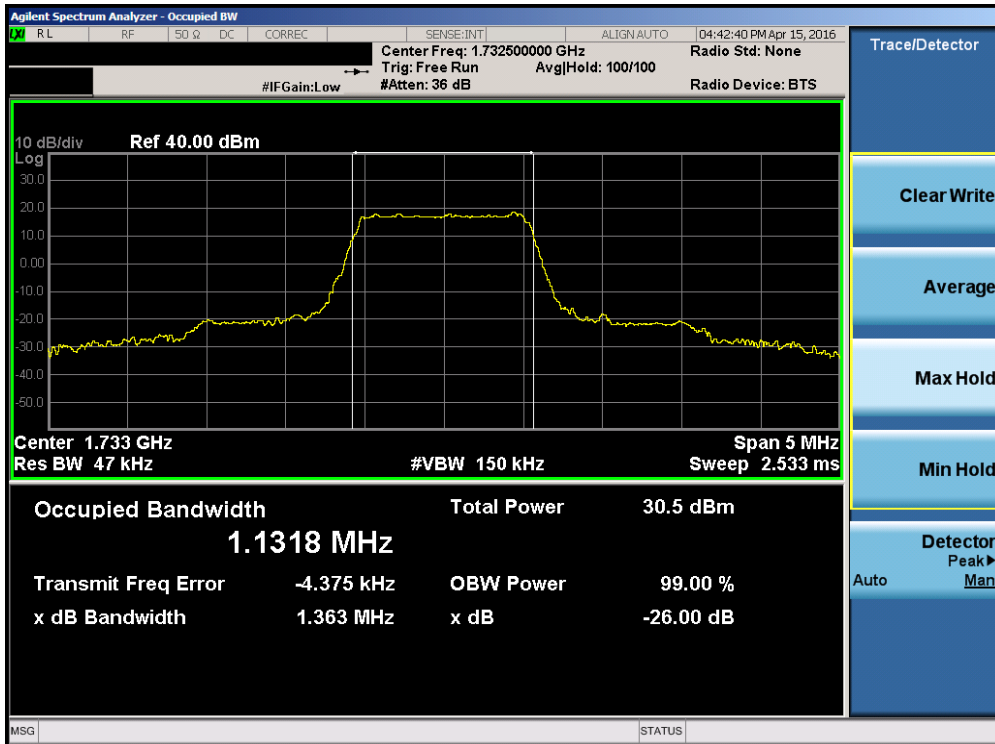 Agilent Spectrum Analyzer - Occupied BW
LXI RL RF 50 Ω DC CORREC SENSE:INT ALIGN AUTO 04:42:40 PM Apr 15, 2016
Center Freq: 1.732500000 GHz Radio Std: None
Trig: Free Run Avg|Hold: 100/100
#IFGain:Low #Atten: 36 dB Radio Device: BTS
Trace/Detector
10 dB/div Ref 40.00 dBm
Log
30.0
20.0
10.0
0.00
-10.0
-20.0
-30.0
-40.0
-50.0
Center 1.733 GHz Span 5 MHz
Res BW 47 kHz #VBW 150 kHz Sweep 2.533 ms
Occupied Bandwidth Total Power 30.5 dBm
1.1318 MHz
Transmit Freq Error -4.375 kHz OBW Power 99.00 %
x dB Bandwidth 1.363 MHz x dB -26.00 dB
Clear Write
Average
Max Hold
Min Hold
Detector
Peak▶
Auto Man
MSG STATUS